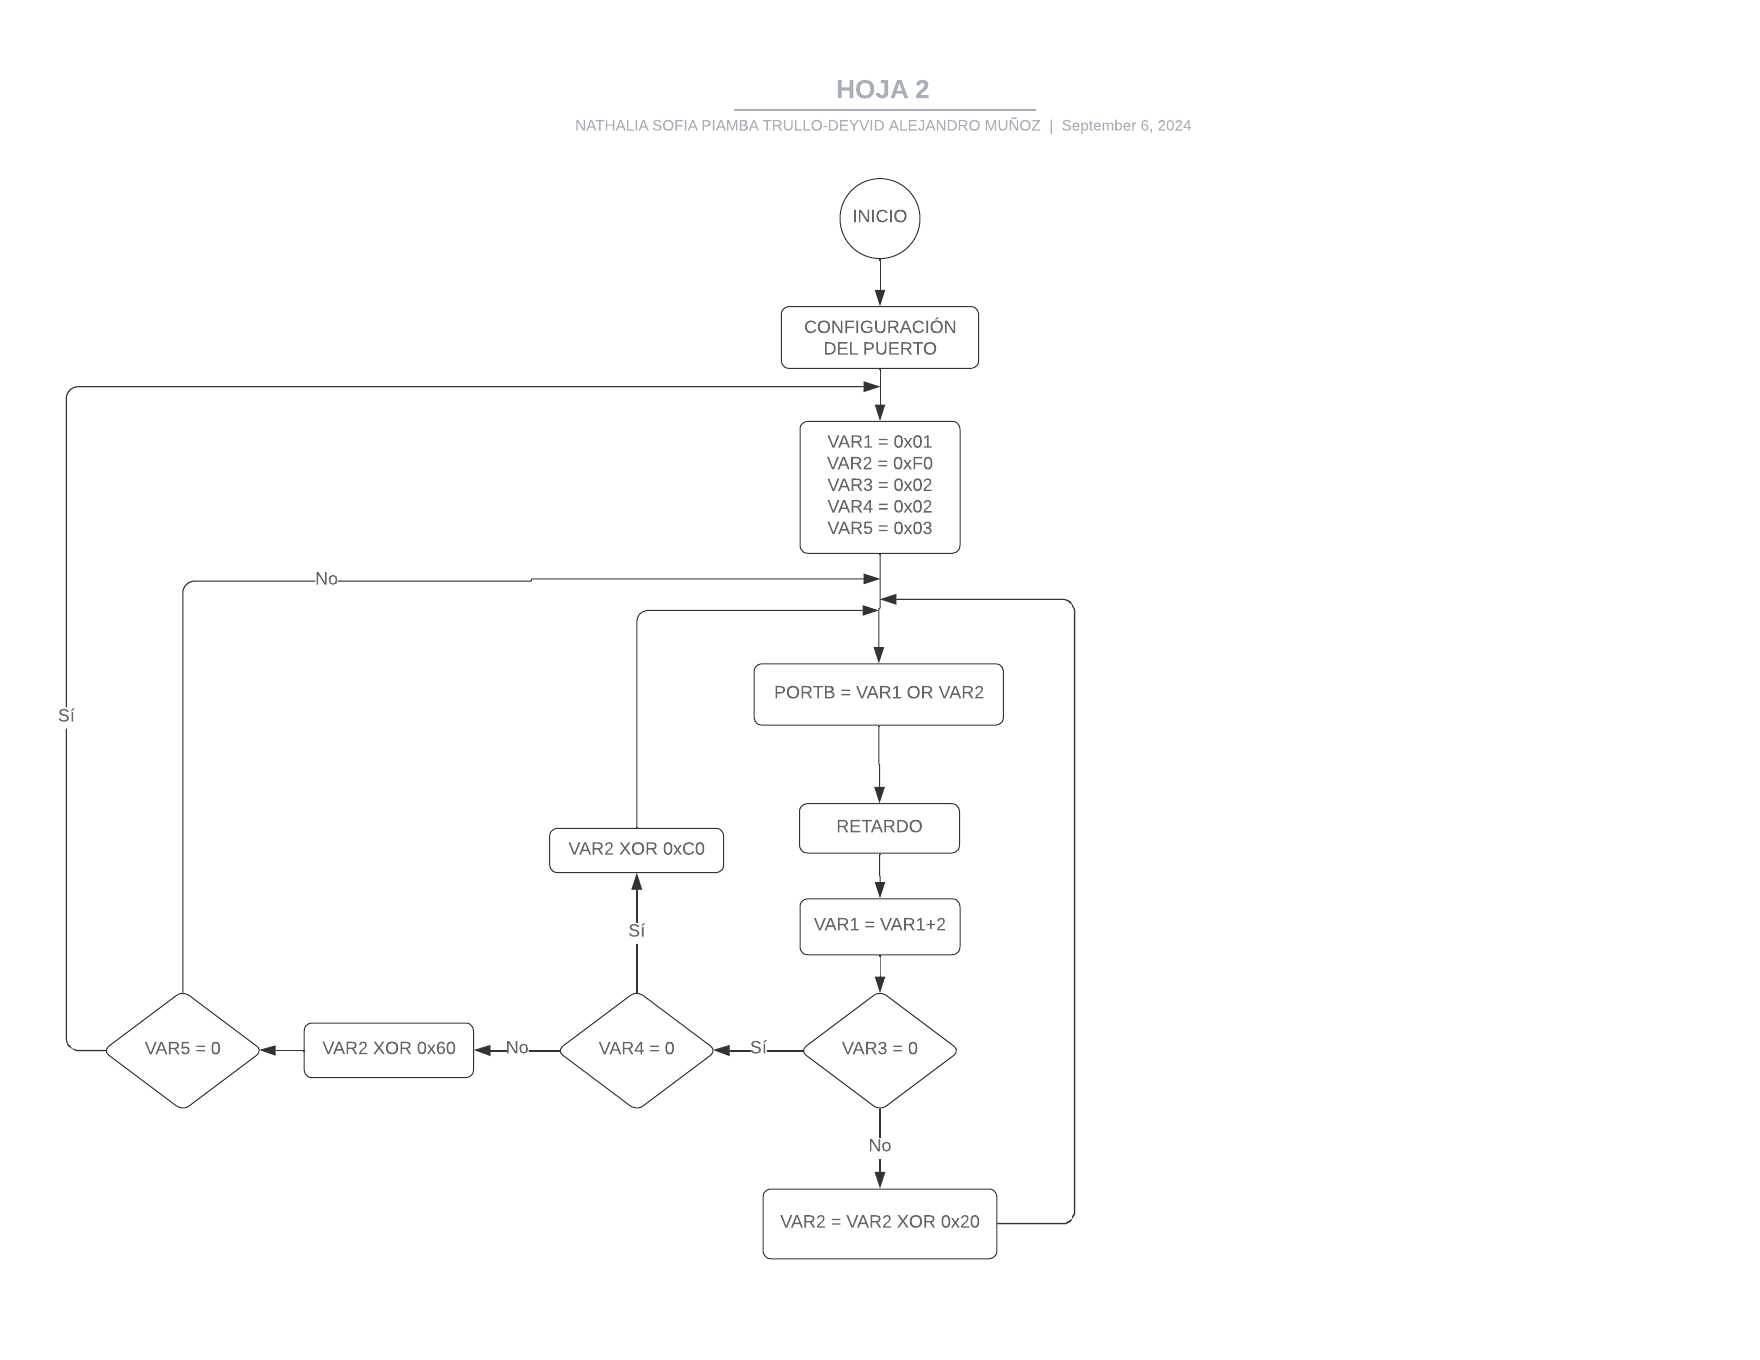 HOJA 2
NATHALIA SOFIA PIAMBA TRULLO-DEYVID ALEJANDRO MUÑOZ | September 6, 2024
INICIO
CONFIGURACIÓN
DEL PUERTO
VAR1 = 0x01
VAR2 = 0xF0
VAR3 = 0x02
VAR4 = 0x02
VAR5 = 0x03
No
PORTB = VAR1 OR VAR2
Sí
RETARDO
VAR2 XOR 0xC0
VAR1 = VAR1+2
Sí
VAR5 = 0
VAR2 XOR 0x60
No
VAR4 = 0
Sí
VAR3 = 0
No
VAR2 = VAR2 XOR 0x20